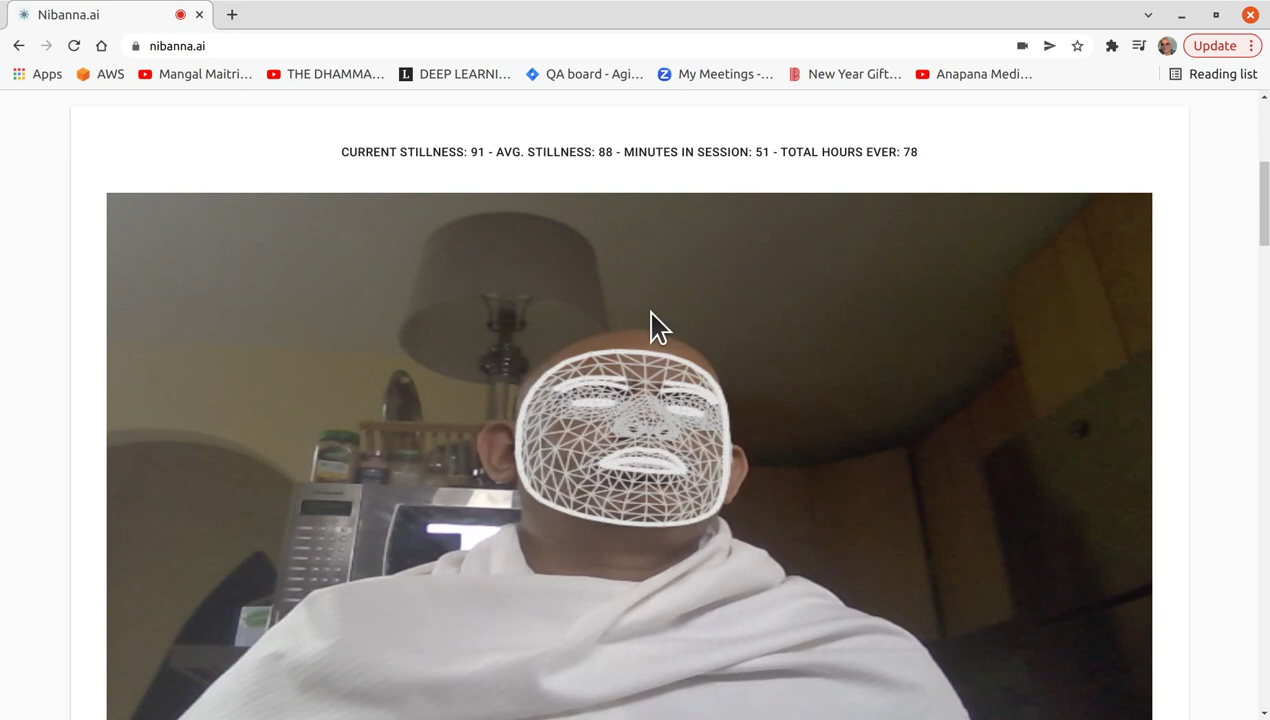 Nibanna.ai
nibanna.ai
Update
Apps
AWS
Mangal Maitri...
THE DHAMMA...
DEEP LEARNI...
QA board - Agi...
My Meetings -...
New Year Gift...
Anapana Medi...
Reading list
CURRENT STILLNESS: 91 - AVG. STILLNESS: 88 - MINUTES IN SESSION: 51 - TOTAL HOURS EVER: 78